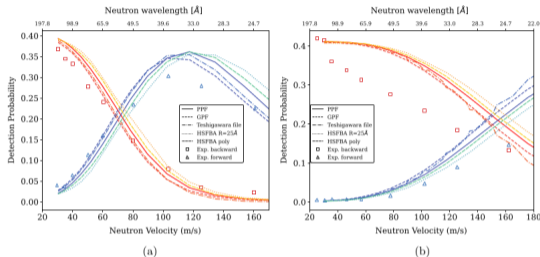 Neutron wavelength [Å]
197.8 98.9 65.9 49.5 39.6 33.0 28.3 24.7
0.40
0.35
0.30
0.25
0.20
0.15
0.10
0.05
0.00
Detection Probability
PPF
GPF
Teshigawara file
HSFBA R=25Å
HSFBA poly
Exp. backward
Exp. forward
20 40 60 80 100 120 140 160
Neutron Velocity (m/s)
(a)
Neutron wavelength [Å]
197.8 98.9 65.9 49.5 39.6 33.0 28.3 24.7 22.0
0.4
0.3
0.2
0.1
0.0
Detection Probability
PPF
GPF
Teshigawara file
HSFBA R=25Å
HSFBA poly
Exp. backward
Exp. forward
20 40 60 80 100 120 140 160 180
Neutron Velocity (m/s)
(b)